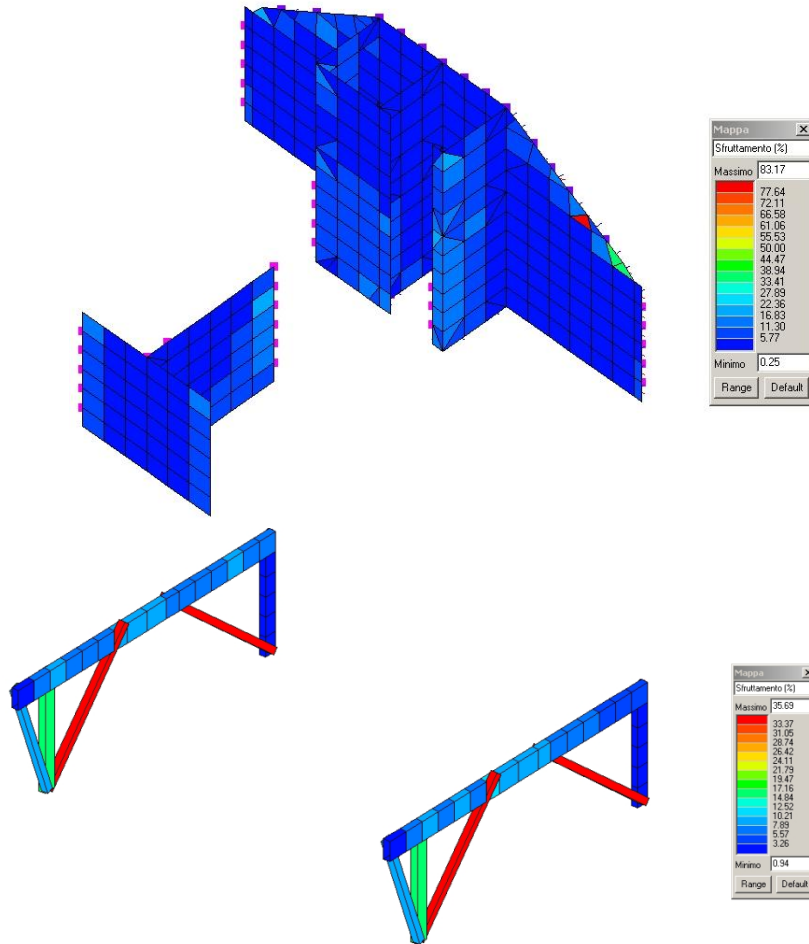 Mappa
Sfruttamento (%)
Massimo 83.17
77.64
72.11
66.58
61.06
55.53
50.00
44.47
38.94
33.41
27.89
22.36
16.83
11.30
5.77
Minimo 0.25
Range Default
Mappa
Sfruttamento (%)
Massimo 35.69
33.37
31.05
28.74
26.42
24.11
21.79
19.47
17.16
14.84
12.52
10.21
7.89
5.57
3.26
Minimo 0.94
Range Default